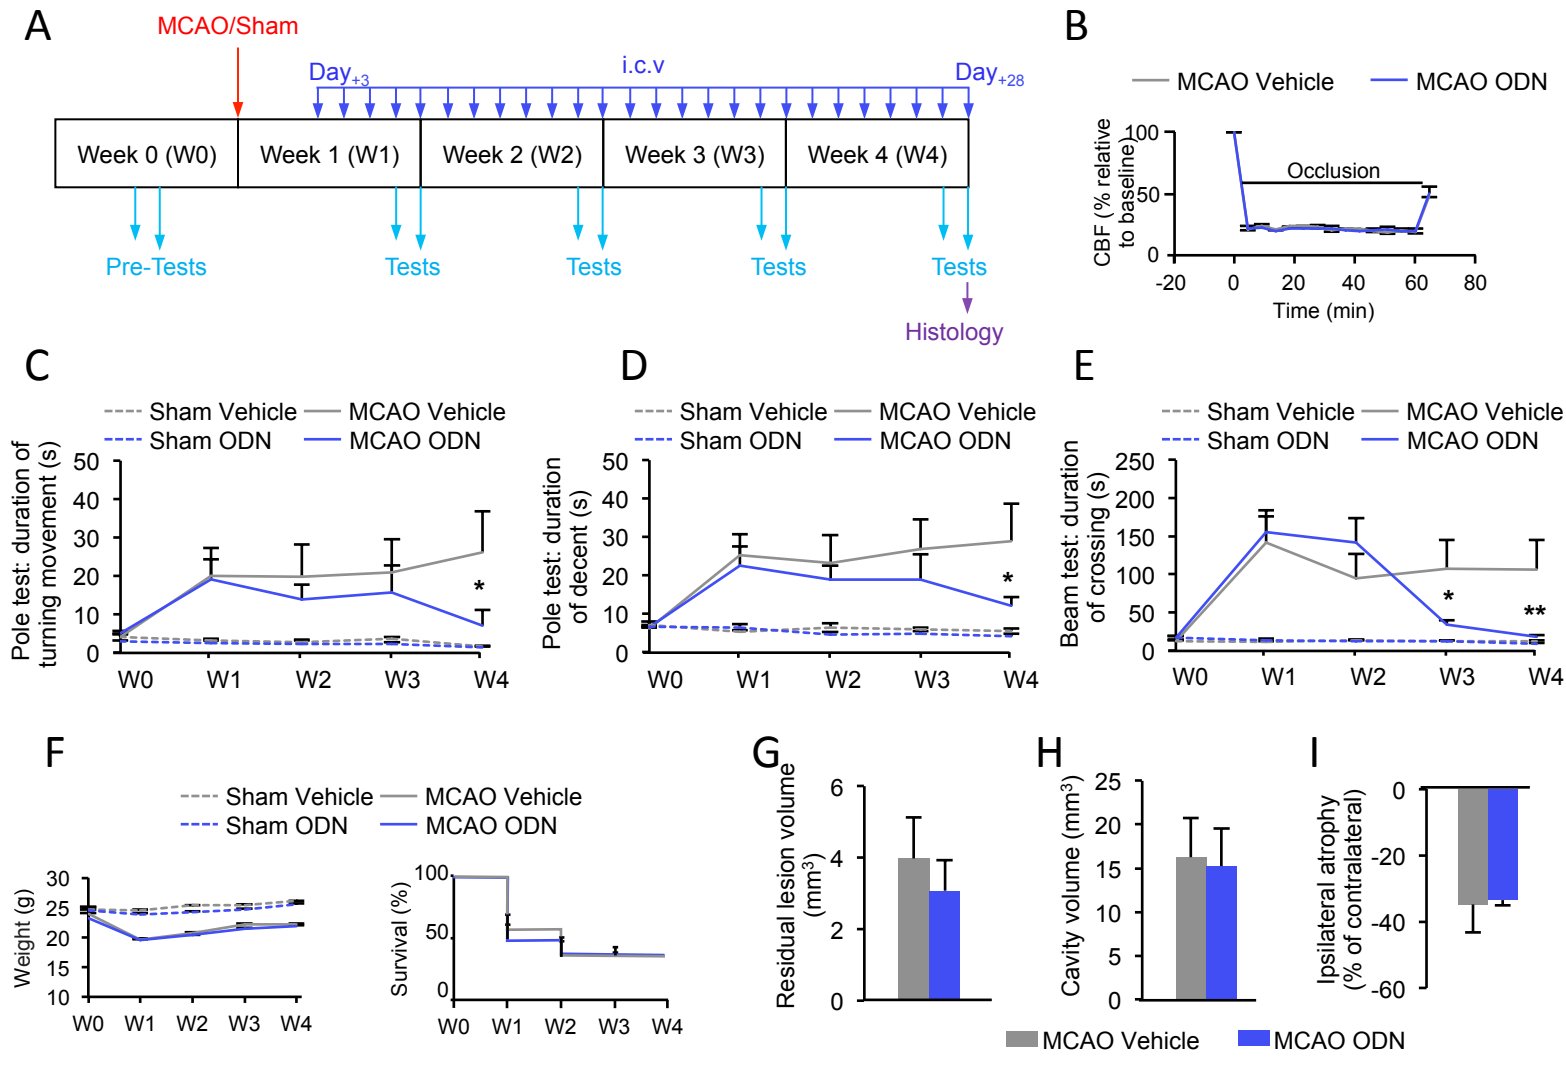 A
MCAO/Sham
Day+3
i.c.v
Day+28
Week 0 (W0)
Week 1 (W1)
Week 2 (W2)
Week 3 (W3)
Week 4 (W4)
Pre-Tests
Tests
Tests
Tests
Tests
Histology
B
MCAO Vehicle
MCAO ODN
CBF (% relative
to baseline)
100
50
0
Occlusion
-20
0
20
40
60
80
Time (min)
C
Sham Vehicle
MCAO Vehicle
Sham ODN
MCAO ODN
Pole test: duration of
turning movement (s)
50
40
30
20
10
0
*
W0
W1
W2
W3
W4
D
Sham Vehicle
MCAO Vehicle
Sham ODN
MCAO ODN
Pole test: duration
of decent (s)
50
40
30
20
10
0
*
W0
W1
W2
W3
W4
E
Sham Vehicle
MCAO Vehicle
Sham ODN
MCAO ODN
Beam test: duration
of crossing (s)
250
200
150
100
50
0
*
**
W0
W1
W2
W3
W4
F
Sham Vehicle
MCAO Vehicle
Sham ODN
MCAO ODN
Weight (g)
30
25
20
15
10
W0
W1
W2
W3
W4
Survival (%)
100
50
0
W0
W1
W2
W3
W4
G
Residual lesion volume
(mm³)
6
4
2
0
H
Cavity volume (mm³)
25
20
15
10
5
0
I
Ipsilateral atrophy
(% of contralateral)
0
-20
-40
-60
MCAO Vehicle
MCAO ODN